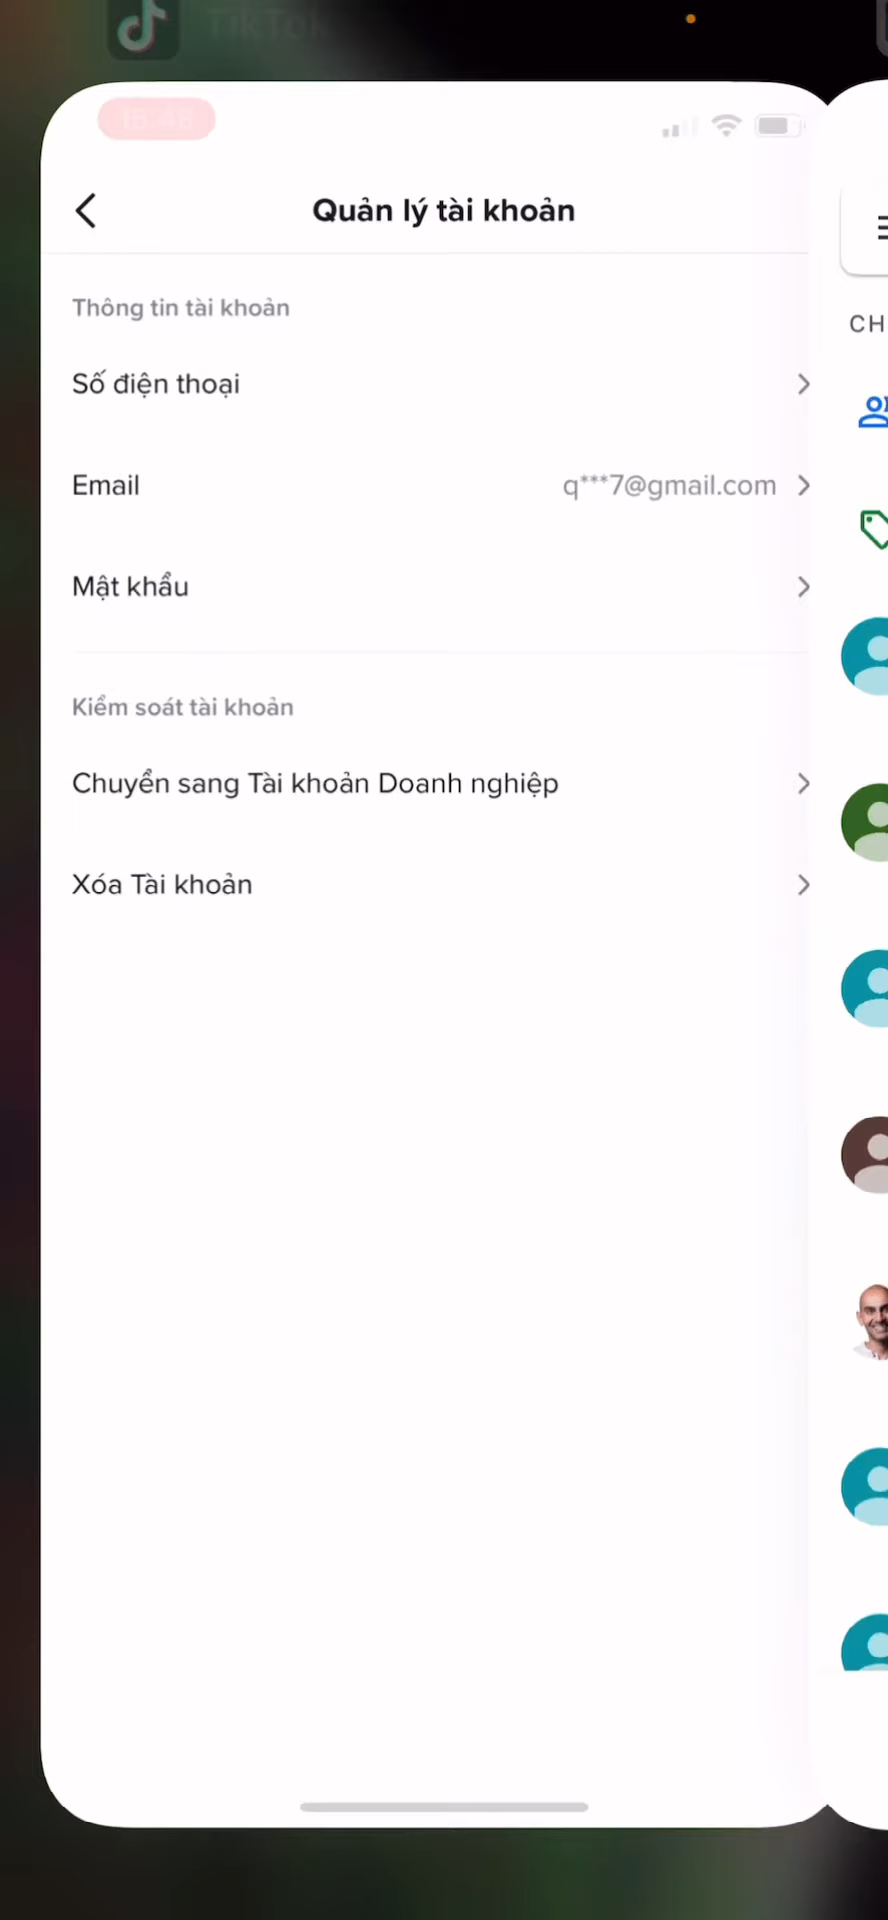 TikTok
Quản lý tài khoản
Thông tin tài khoản
Số điện thoại
Email
q***7@gmail.com
Mật khẩu
Kiểm soát tài khoản
Chuyển sang Tài khoản Doanh nghiệp
Xóa Tài khoản
CH